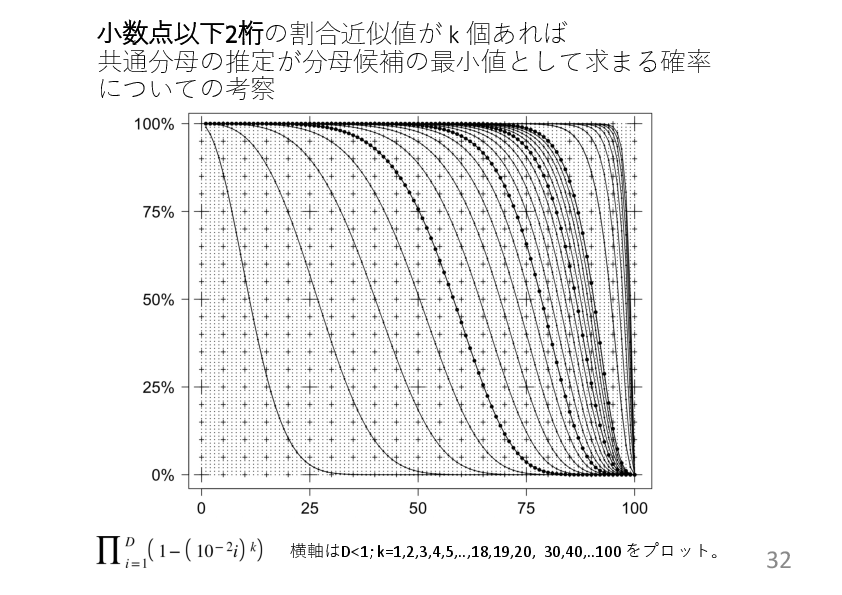 小数点以下2桁の割合近似値が k 個あれば
共通分母の推定が分母候補の最小値として求まる確率
についての考察
100%
75%
50%
25%
0%
0 25 50 75 100
∏ D i=1 (1−(10−2i) k) 横軸はD<1; k=1,2,3,4,5,..,18,19,20, 30,40,..100 をプロット。
32